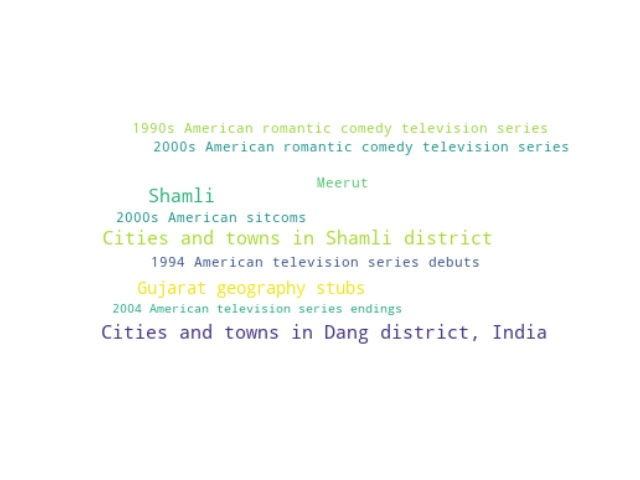 1990s American romantic comedy television series
2000s American romantic comedy television series
Meerut
Shamli
2000s American sitcoms
Cities and towns in Shamli district
1994 American television series debuts
Gujarat geography stubs
2004 American television series endings
Cities and towns in Dang district, India